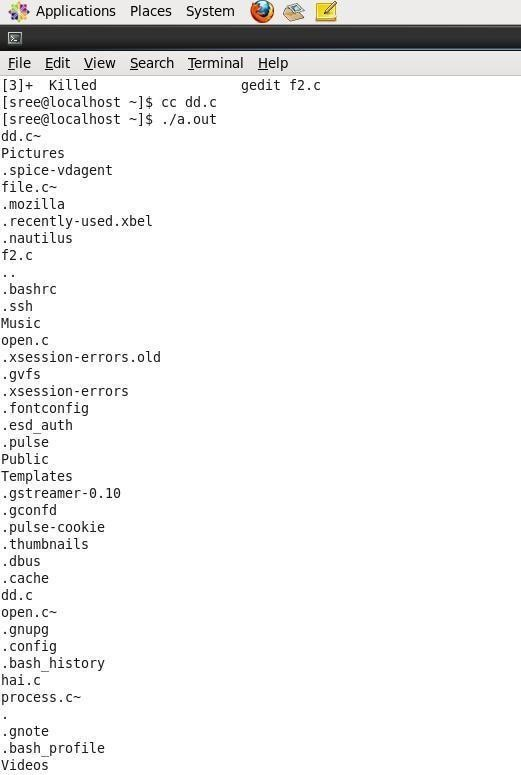 Applications Places System
File Edit View Search Terminal Help
[3]+  Killed                  gedit f2.c
[sree@localhost ~]$ cc dd.c
[sree@localhost ~]$ ./a.out
dd.c~
Pictures
.spice-vdagent
file.c~
.mozilla
.recently-used.xbel
.nautilus
f2.c
..
.bashrc
.ssh
Music
open.c
.xsession-errors.old
.gvfs
.xsession-errors
.fontconfig
.esd_auth
.pulse
Public
Templates
.gstreamer-0.10
.gconfd
.pulse-cookie
.thumbnails
.dbus
.cache
dd.c
open.c~
.gnupg
.config
.bash_history
hai.c
process.c~
.
.gnote
.bash_profile
Videos